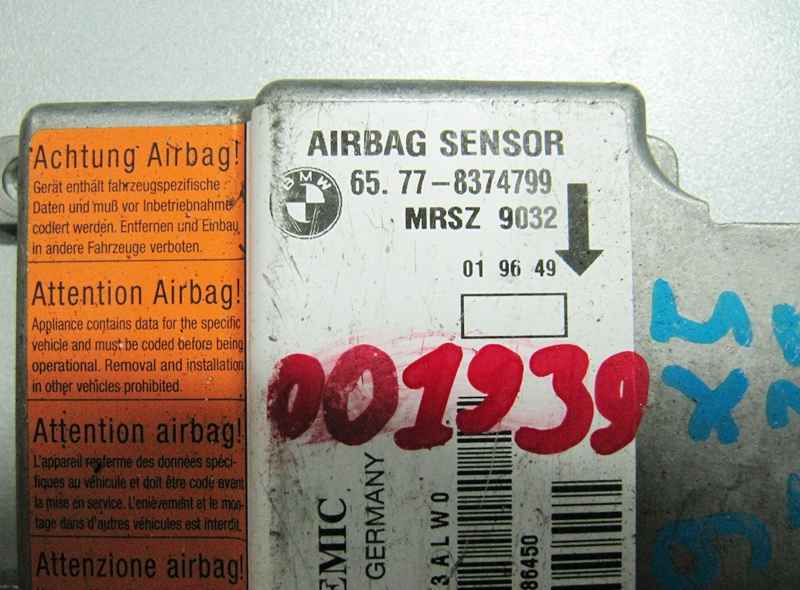 Achtung Airbag!
Gerät enthält fahrzeugspezifische
Daten und muß vor Inbetriebnahme
codiert werden. Entfernen und Einbau
in andere Fahrzeuge verboten.
Attention Airbag!
Appliance contains data for the specific
vehicle and must be coded before being
operational. Removal and installation
in other vehicles prohibited.
Attention airbag!
L'appareil renferme des données spéci-
fiques au véhicule et doit être codé avant
la mise en service. L'enièvement et le mon-
tage dans d'autres véhicules est interdit.
Attenzione airbag!
AIRBAG SENSOR
BMW
65. 77-8374799
MRSZ 9032
01 96 49
001939
EMIC
GERMANY
3ALW0
86450